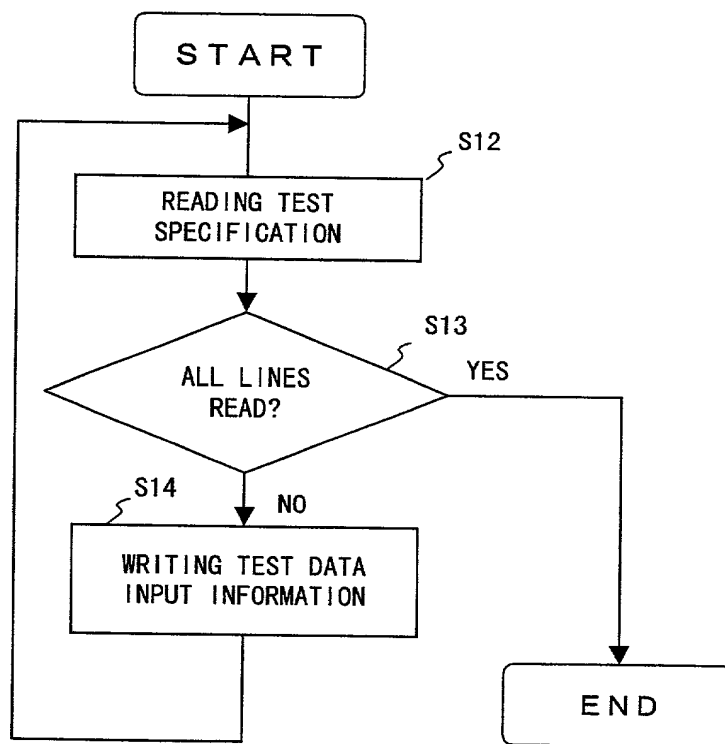 START
S12
READING TEST
SPECIFICATION
S13
ALL LINES
READ?
YES
S14
NO
WRITING TEST DATA
INPUT INFORMATION
END